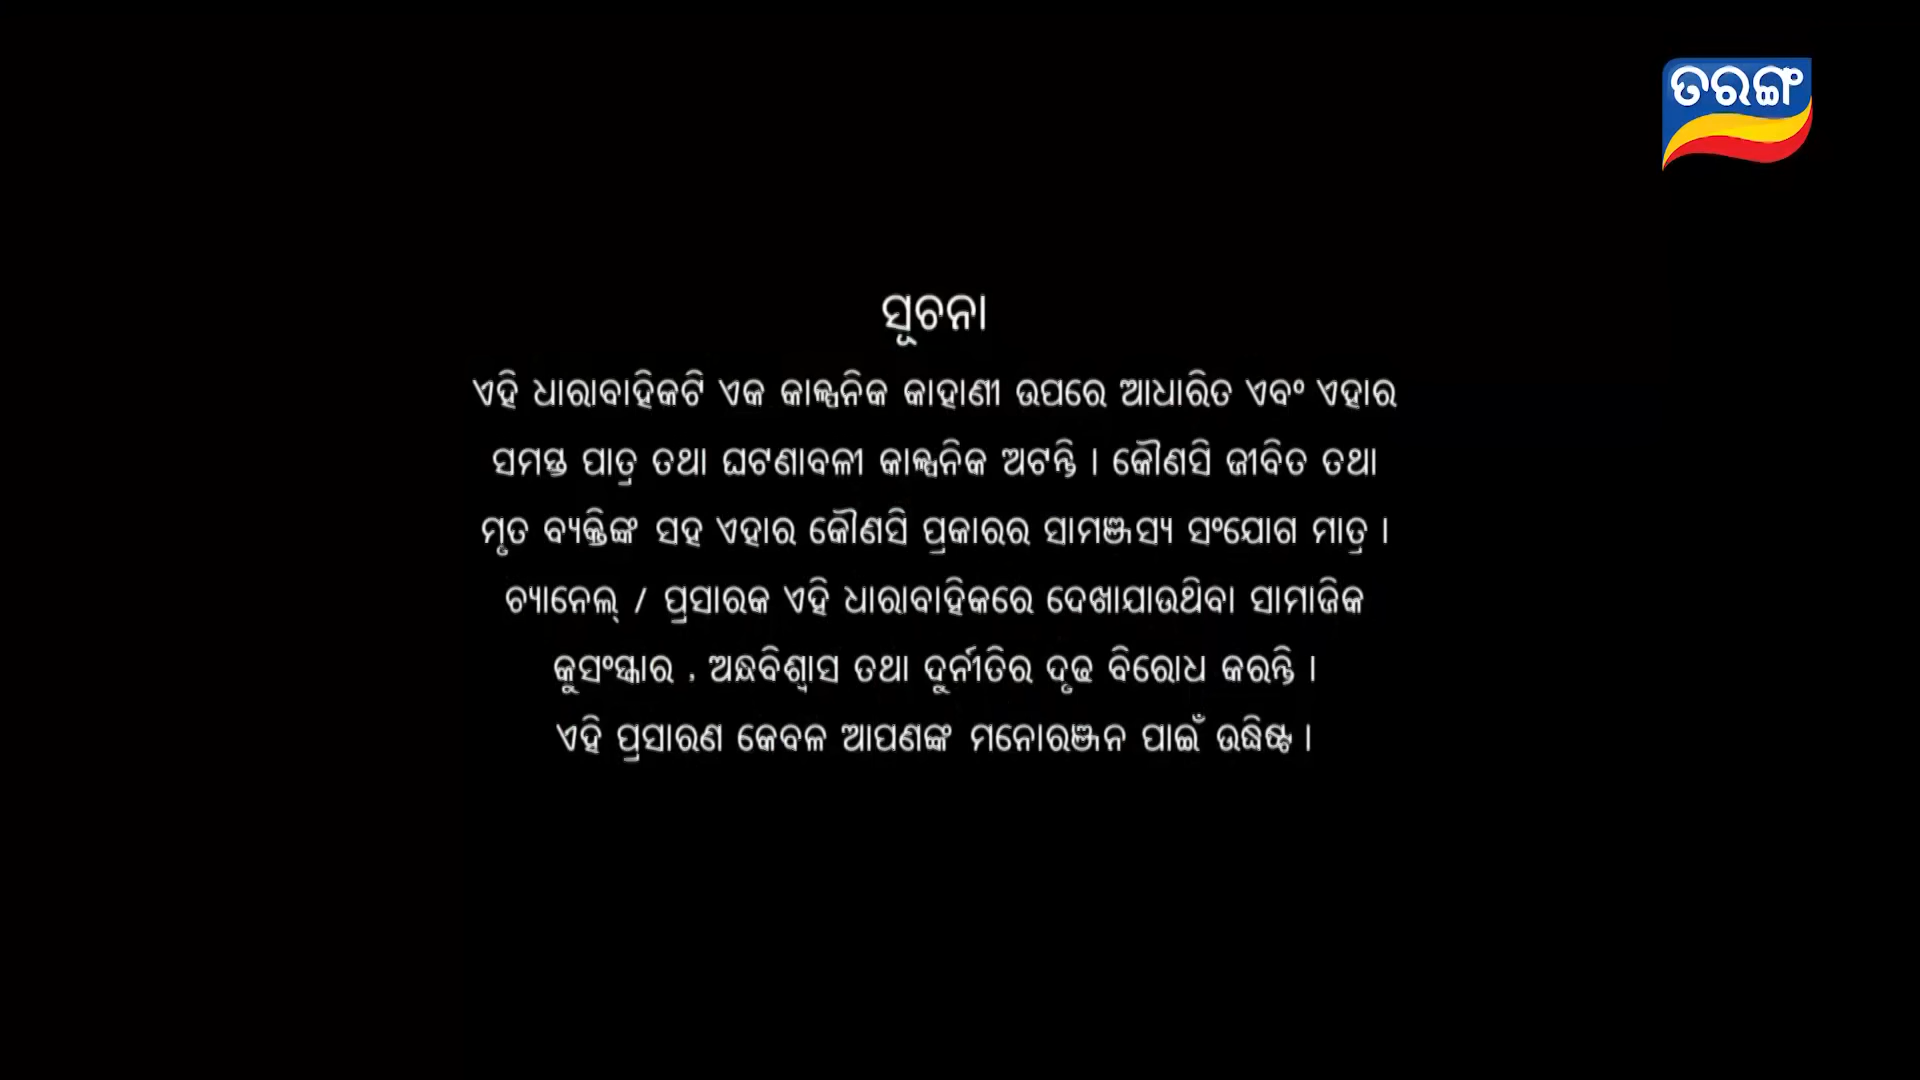 ତରଙ୍ଗ
ସୂଚନା
ଏହି ଧାରାବାହିକଟି ଏକ କାଳ୍ପନିକ କାହାଣୀ ଉପରେ ଆଧାରିତ ଏବଂ ଏହାର
ସମସ୍ତ ପାତ୍ର ତଥା ଘଟଣାବଳୀ କାଳ୍ପନିକ ଅଟନ୍ତି । କୌଣସି ଜୀବିତ ତଥା
ମୃତ ବ୍ୟକ୍ତିଙ୍କ ସହ ଏହାର କୌଣସି ପ୍ରକାରର ସାମଞ୍ଜସ୍ୟ ସଂଯୋଗ ମାତ୍ର ।
ଚ୍ୟାନେଲ୍ / ପ୍ରସାରକ ଏହି ଧାରାବାହିକରେ ଦେଖାଯାଉଥିବା ସାମାଜିକ
କୁସଂସ୍କାର , ଅନ୍ଧବିଶ୍ୱାସ ତଥା ଦୁର୍ନୀତିର ଦୃଢ ବିରୋଧ କରନ୍ତି ।
ଏହି ପ୍ରସାରଣ କେବଳ ଆପଣଙ୍କ ମନୋରଞ୍ଜନ ପାଇଁ ଉଦ୍ଧିଷ୍ଟ ।